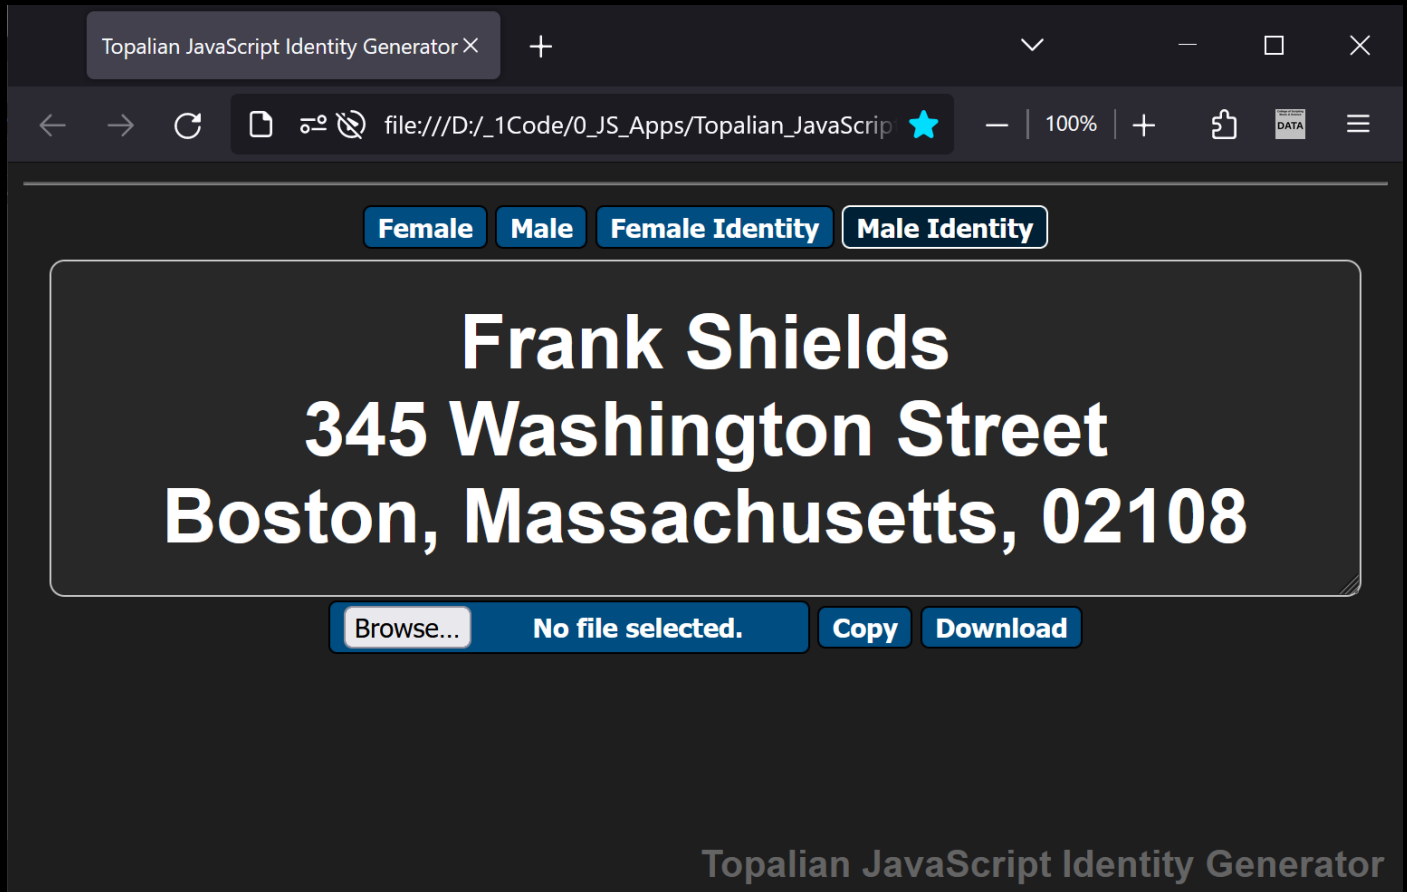 Topalian JavaScript Identity Generator
file:///D:/_1Code/0_JS_Apps/Topalian_JavaScrip
100%
DATA
Female Male Female Identity Male Identity
Frank Shields
345 Washington Street
Boston, Massachusetts, 02108
Browse... No file selected. Copy Download
Topalian JavaScript Identity Generator